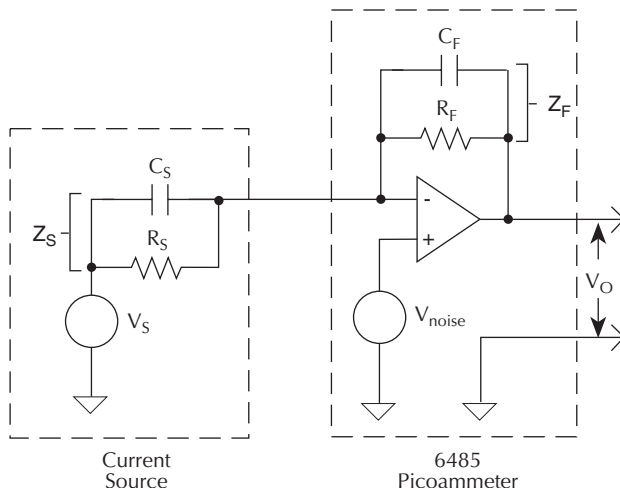 C_F
R_F
Z_F
C_S
Z_S
R_S
-
+
V_S
V_noise
V_O
Current
Source
6485
Picoammeter